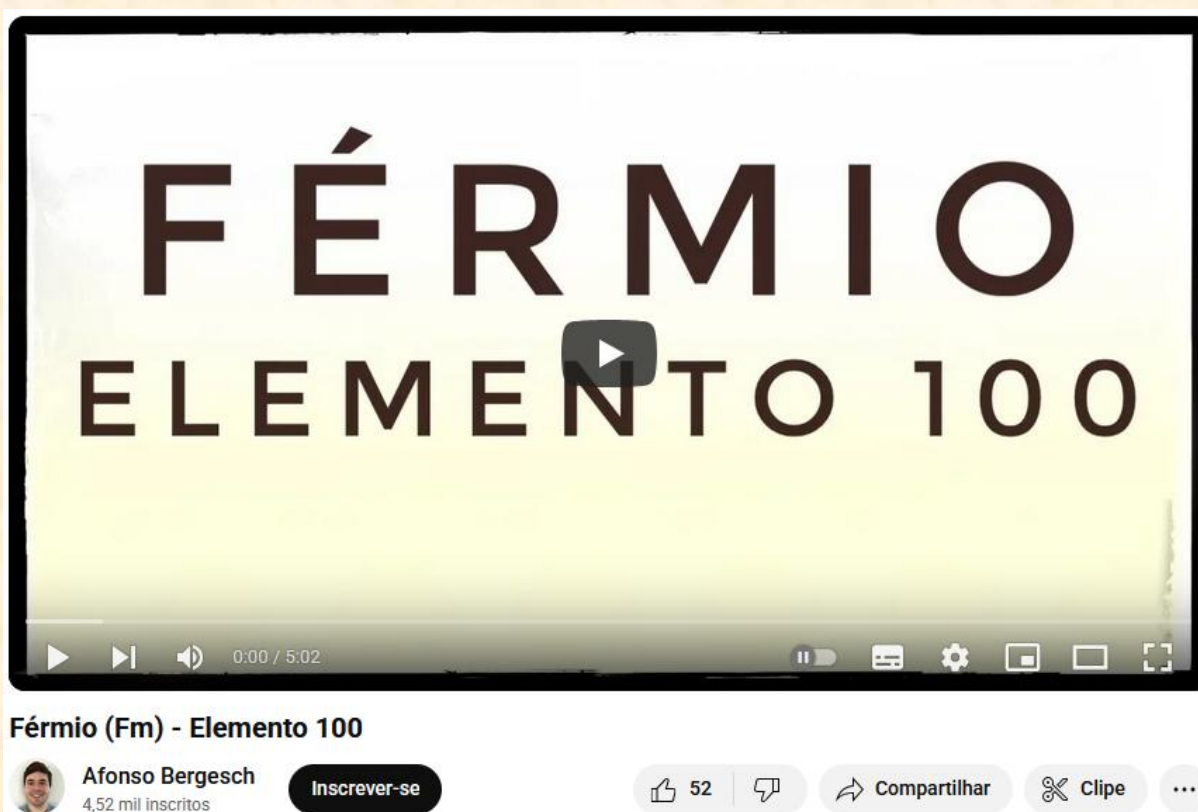 FÉRMIO
ELEMENTO 100
0:00 / 5:02
Férmio (Fm) - Elemento 100
Afonso Bergesch
4,52 mil inscritos
Inscrever-se
52
Compartilhar
Clipe